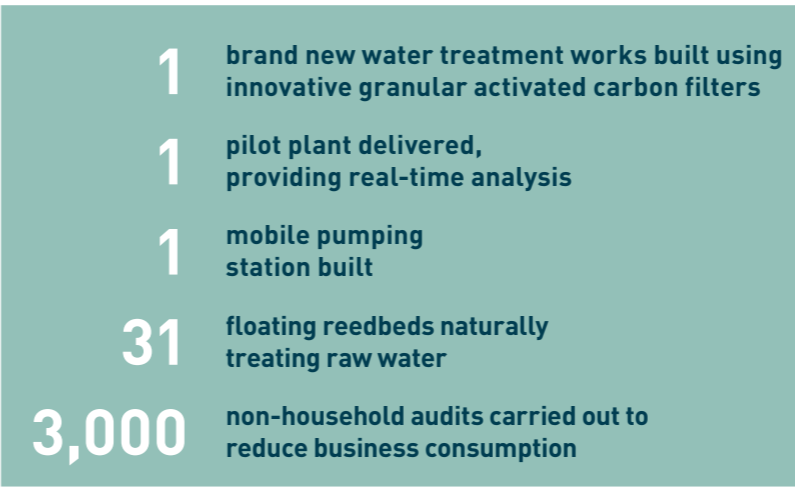 1
brand new water treatment works built using
innovative granular activated carbon filters
1
pilot plant delivered,
providing real-time analysis
1
mobile pumping
station built
31
floating reedbeds naturally
treating raw water
3,000
non-household audits carried out to
reduce business consumption